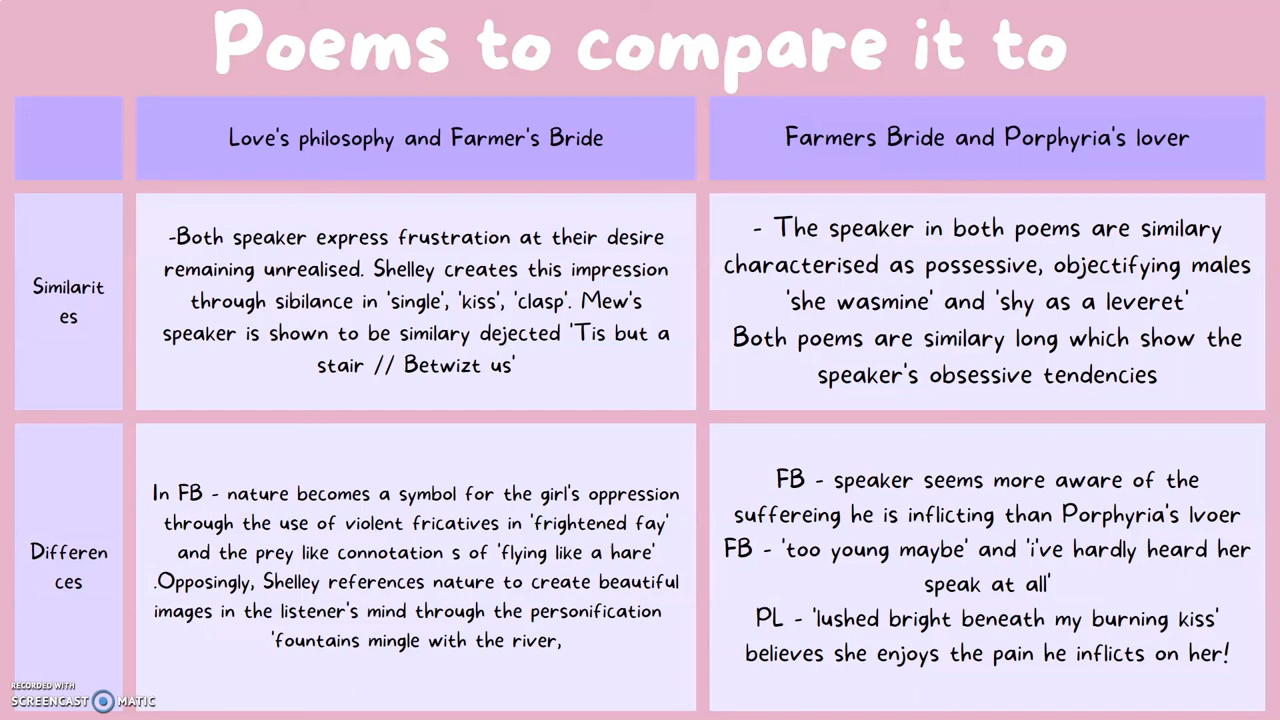 Poems to compare it to
Love's philosophy and Farmer's Bride
Farmers Bride and Porphyria's lover
Similarit
es
-Both speaker express frustration at their desire
remaining unrealised. Shelley creates this impression
through sibilance in 'single', 'kiss', 'clasp'. Mew's
speaker is shown to be similary dejected 'Tis but a
stair // Betwizt us'
- The speaker in both poems are similary
characterised as possessive, objectifying males
'she wasmine' and 'shy as a leveret'
Both poems are similary long which show the
speaker's obsessive tendencies
Differen
ces
In FB - nature becomes a symbol for the girl's oppression
through the use of violent fricatives in 'frightened fay'
and the prey like connotation s of 'flying like a hare'
.Opposingly, Shelley references nature to create beautiful
images in the listener's mind through the personification
'fountains mingle with the river,
FB - speaker seems more aware of the
suffereing he is inflicting than Porphyria's lvoer
FB - 'too young maybe' and 'i've hardly heard her
speak at all'
PL - 'lushed bright beneath my burning kiss'
believes she enjoys the pain he inflicts on her!
RECORDED WITH
SCREENCAST MATIC